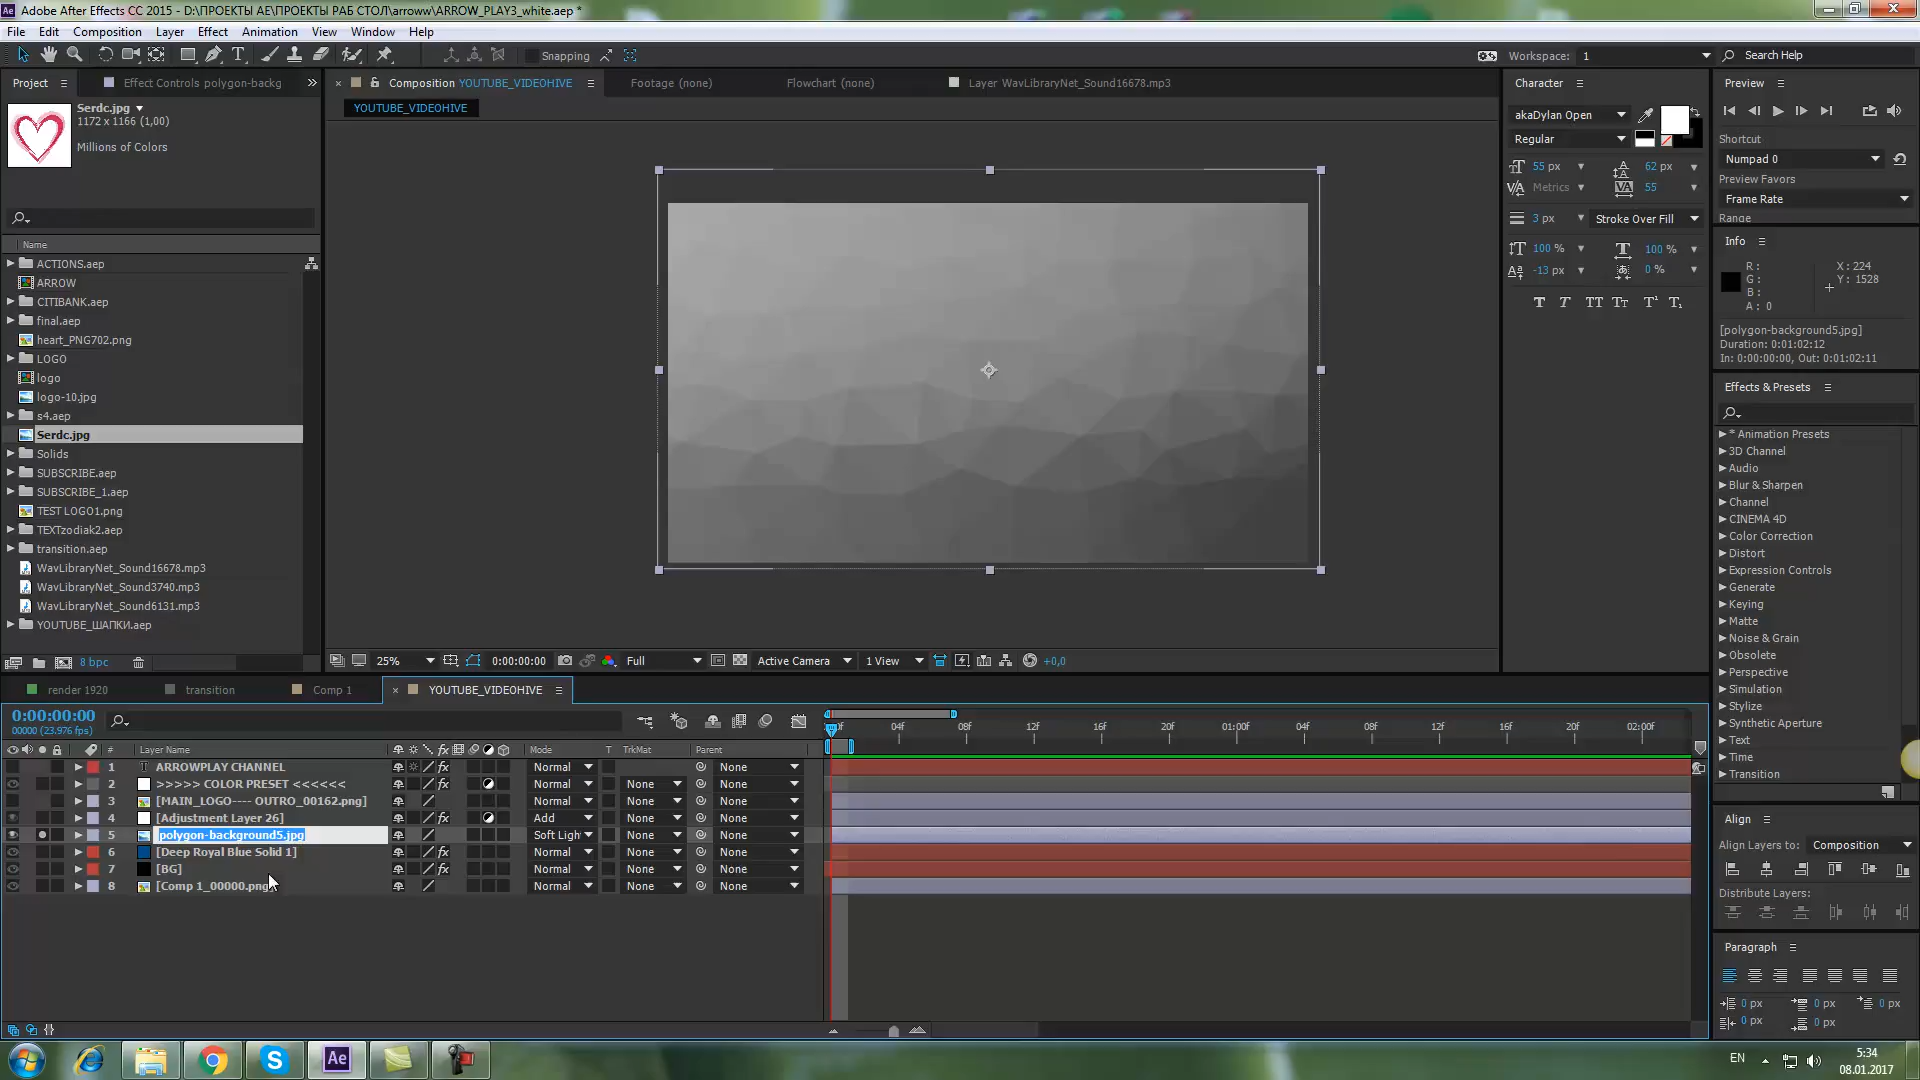 Adobe After Effects CC 2015 - D:\ПРОЕКТЫ AE\ПРОЕКТЫ РАБ СТОЛ\arroww\ARROW_PLAY3_white.aep *
File Edit Composition Layer Effect Animation View Window Help
Snapping
Workspace: 1
Search Help
Project
Effect Controls polygon-backg
Composition YOUTUBE_VIDEOHIVE
Footage (none)
Flowchart (none)
Layer WavLibraryNet_Sound16678.mp3
YOUTUBE_VIDEOHIVE
Serdc.jpg
1172 x 1166 (1,00)
Millions of Colors
Name
ACTIONS.aep
ARROW
CITIBANK.aep
final.aep
heart_PNG702.png
LOGO
logo
logo-10.jpg
s4.aep
Serdc.jpg
Solids
SUBSCRIBE.aep
SUBSCRIBE_1.aep
TEST LOGO1.png
TEXTzodiak2.aep
transition.aep
WavLibraryNet_Sound16678.mp3
WavLibraryNet_Sound3740.mp3
WavLibraryNet_Sound6131.mp3
YOUTUBE_ШАПКИ.aep
8 bpc
25%
0:00:00:00
Full
Active Camera
1 View
+0,0
Character
akaDylan Open
Regular
55 px
62 px
Metrics
55
3 px
Stroke Over Fill
100 %
100 %
-13 px
0 %
Preview
Shortcut
Numpad 0
Preview Favors
Frame Rate
Range
Info
R :
G :
B :
A : 0
X : 224
Y : 1528
[polygon-background5.jpg]
Duration: 0:01:02:12
In: 0:00:00:00, Out: 0:01:02:11
Effects & Presets
* Animation Presets
3D Channel
Audio
Blur & Sharpen
Channel
CINEMA 4D
Color Correction
Distort
Expression Controls
Generate
Keying
Matte
Noise & Grain
Obsolete
Perspective
Simulation
Stylize
Synthetic Aperture
Text
Time
Transition
Align
Align Layers to: Composition
Distribute Layers:
Paragraph
0 px
0 px
0 px
0 px
0 px
render 1920
transition
Comp 1
YOUTUBE_VIDEOHIVE
0:00:00:00
00000 (23.976 fps)
# Layer Name Mode T TrkMat Parent
04f 08f 12f 16f 20f 01:00f 04f 08f 12f 16f 20f 02:00f
1 ARROWPLAY CHANNEL Normal None
2 >>>>> COLOR PRESET <<<<<< Normal None None
3 [MAIN_LOGO---- OUTRO_00162.png] Normal None None
4 [Adjustment Layer 26] Add None None
5 polygon-background5.jpg Soft Ligh None None
6 [Deep Royal Blue Solid 1] Normal None None
7 [BG] Normal None None
8 [Comp 1_00000.png Normal None None
EN
5:34
08.01.2017